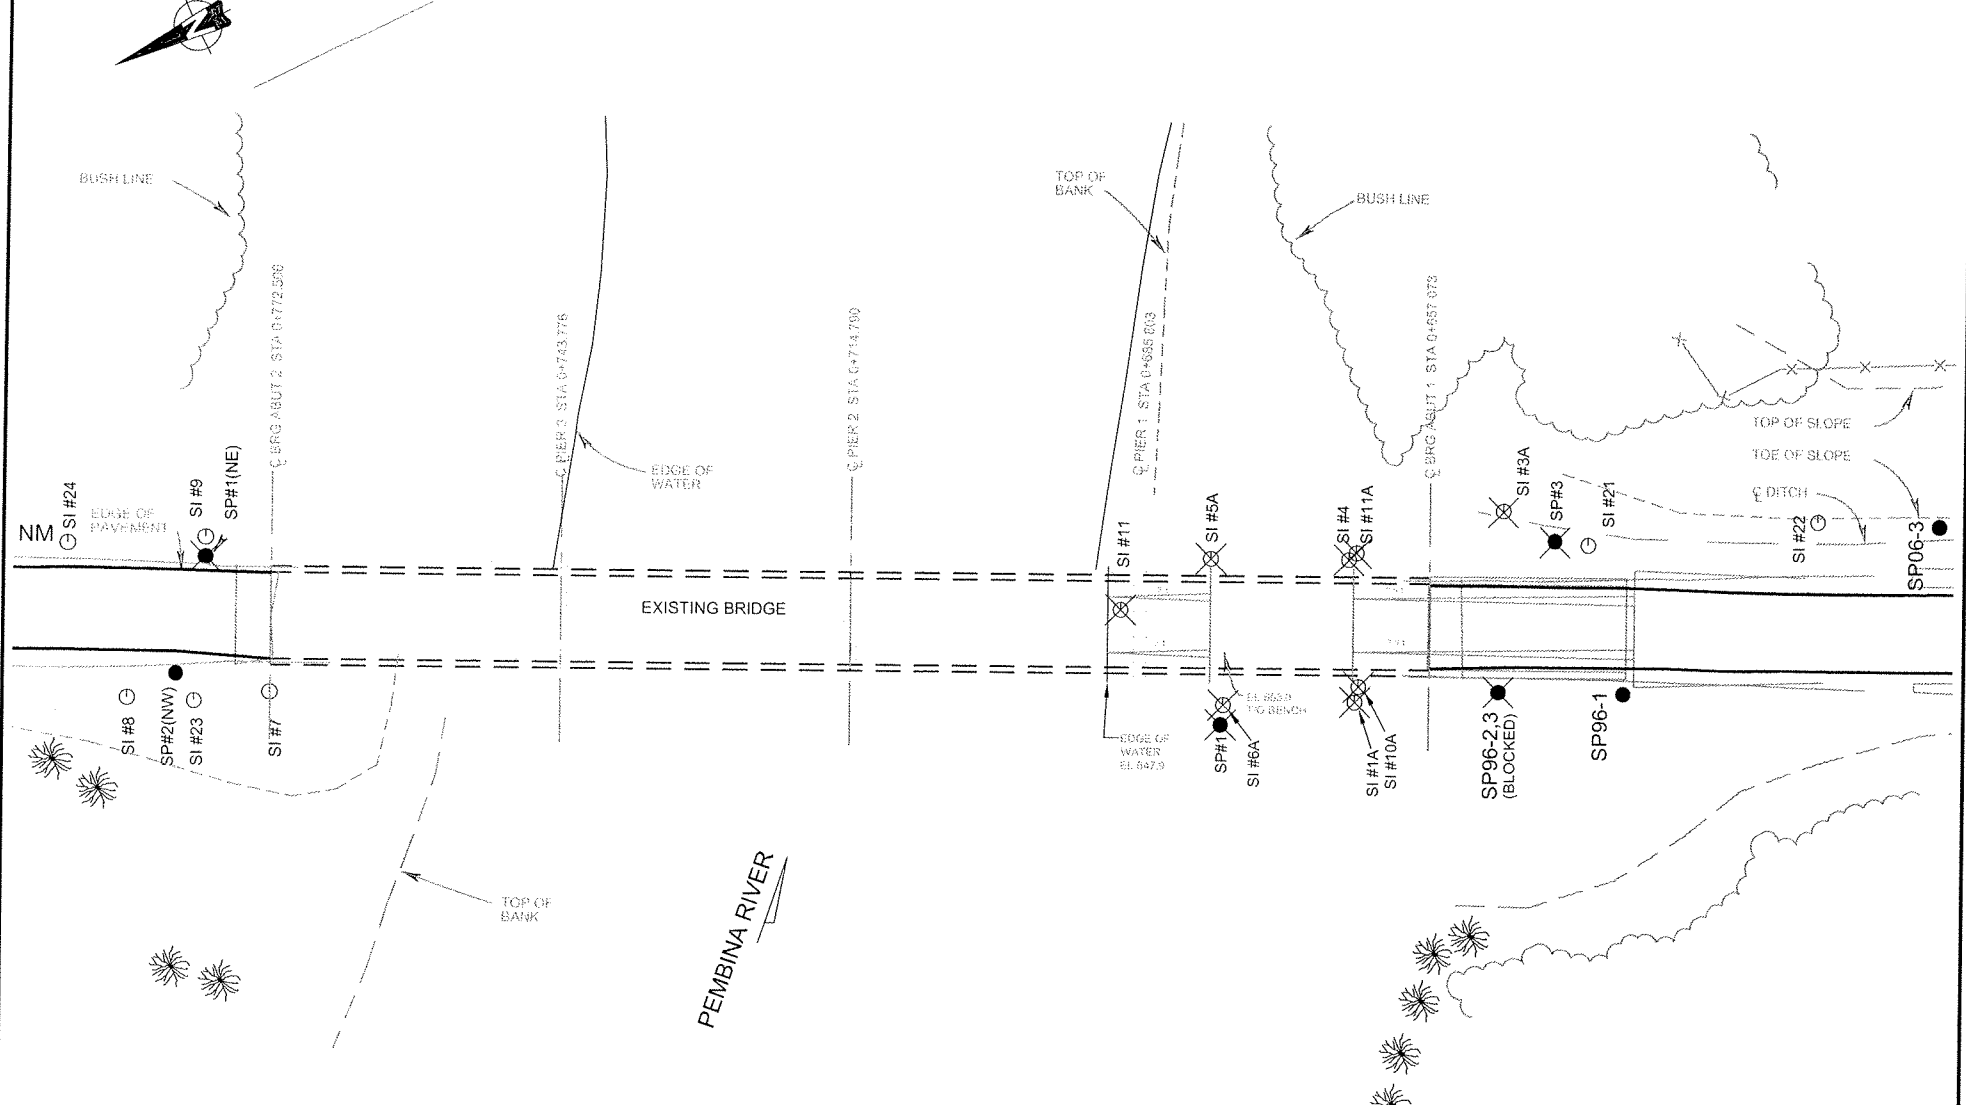 N
BUSH LINE
TOP OF
BANK
BUSH LINE
℄ BRG ABUT 2 STA 0+772.506
℄ PIER 3 STA 0+743.776
℄ PIER 2 STA 0+714.790
℄ PIER 1 STA 0+685.803
℄ BRG ABUT 1 STA 0+657.073
EDGE OF
WATER
TOP OF SLOPE
TOE OF SLOPE
℄ DITCH
NM
SI #24
EDGE OF
PAVEMENT
SI #9
SP#1(NE)
SI #11
SI #5A
SI #4
SI #11A
SI #3A
SP#3
SI #21
SI #22
SP06-3
EXISTING BRIDGE
SI #8
SP#2(NW)
SI #23
SI #7
EDGE OF
WATER
EL 647.9
T/O BENCH
SP#1
SI #6A
SI #1A
SI #10A
SP96-2,3
(BLOCKED)
SP96-1
TOP OF
BANK
PEMBINA RIVER